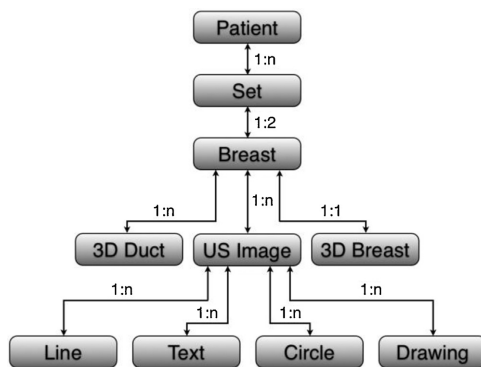 Patient
1:n
Set
1:2
Breast
1:n 1:n 1:1
3D Duct US Image 3D Breast
1:n 1:n
1:n 1:n
Line Text Circle Drawing